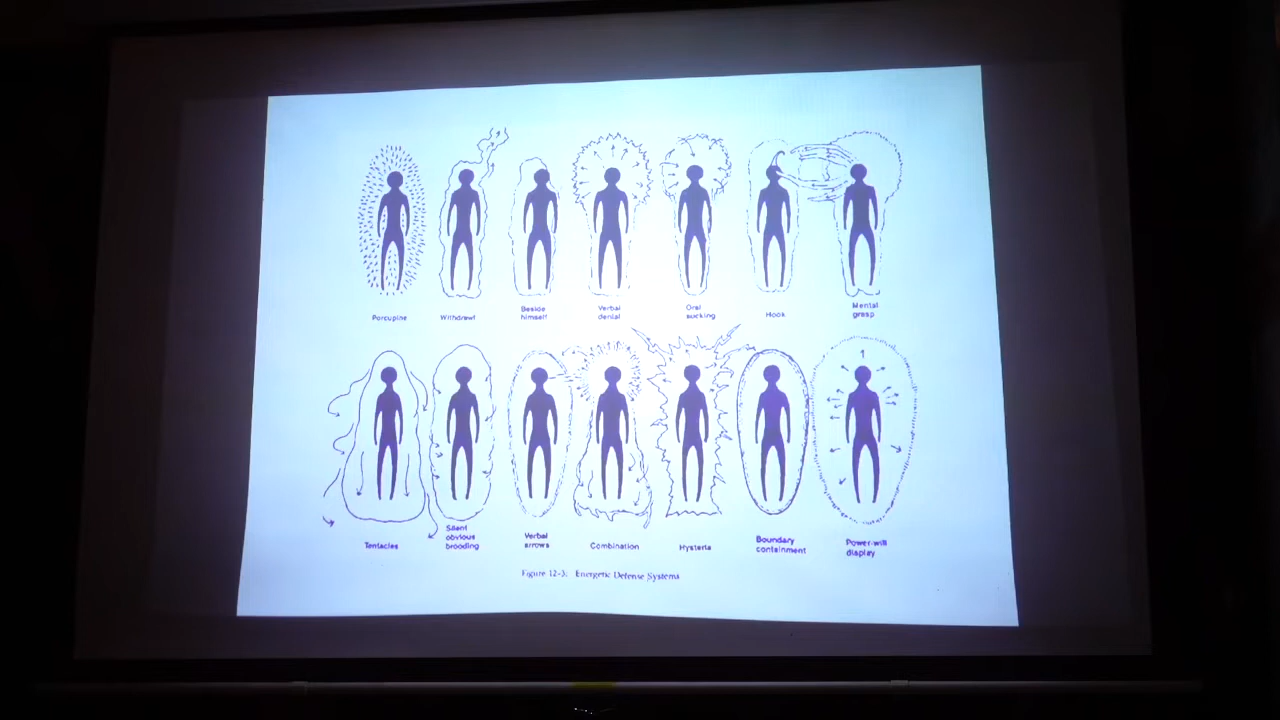 Porcupine
Withdrawl
Beside
himself
Verbal
denial
Oral
sucking
Hook
Mental
grasp
Tentacles
Silent
obvious
brooding
Verbal
arrows
Combination
Hysteria
Boundary
containment
Power-will
display
Figure 12-3: Energetic Defense Systems